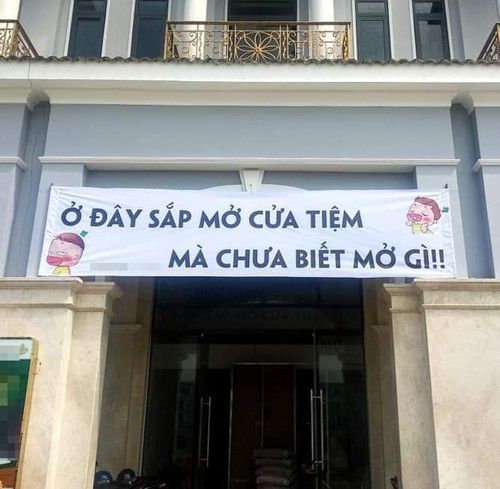 Ở ĐÂY SẮP MỞ CỬA TIỆM
MÀ CHƯA BIẾT MỞ GÌ!!